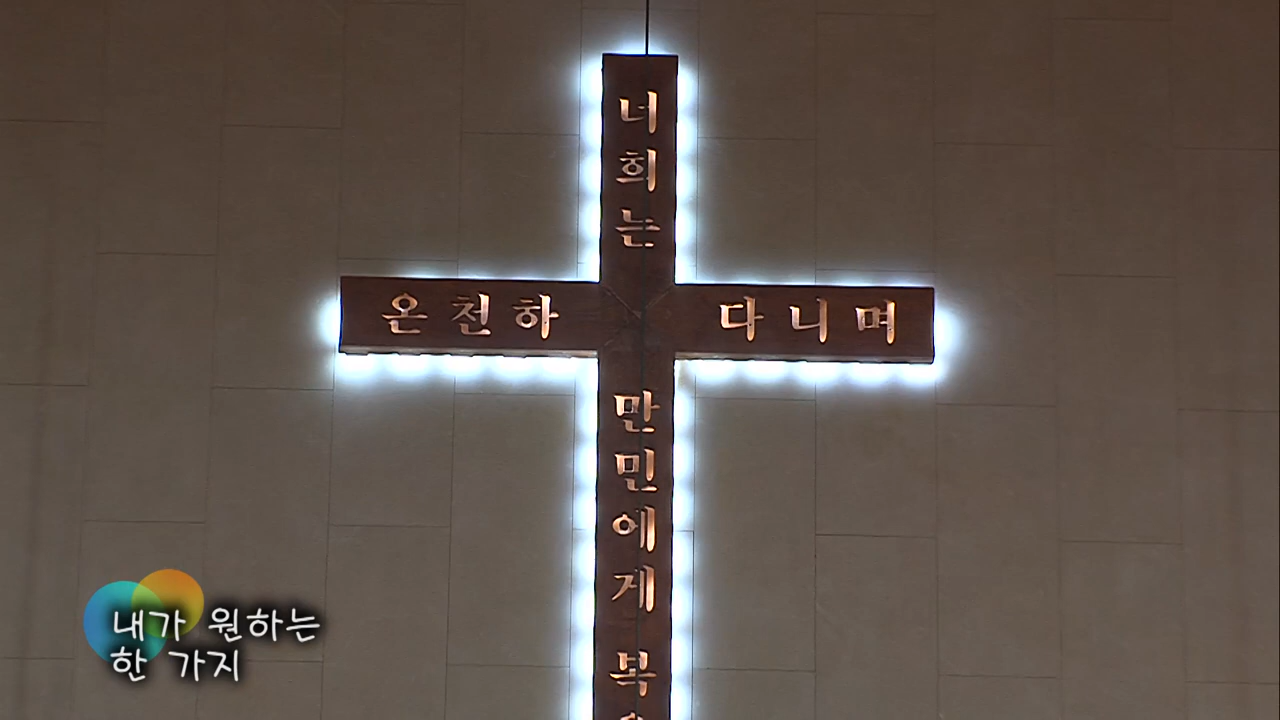 너희는
온천하 다니며
만민에게 복
내가 원하는
한 가지